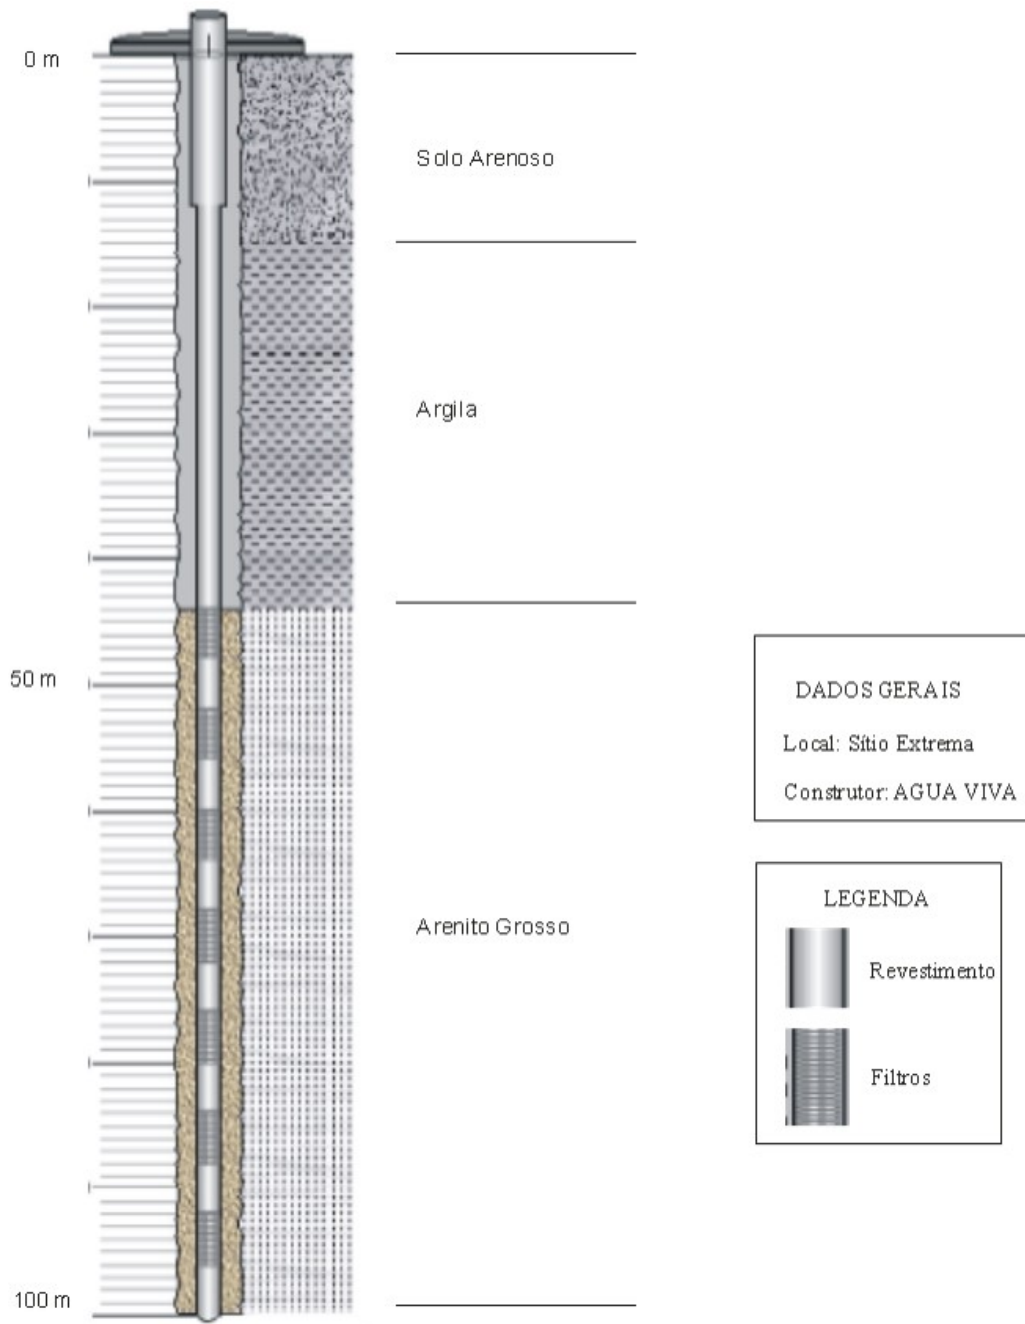 0 m
Solo Arenoso
Argila
50 m
Arenito Grosso
100 m
DADOS GERAIS
Local: Sítio Extrema
Construtor: AGUA VIVA
LEGENDA
Revestimento
Filtros